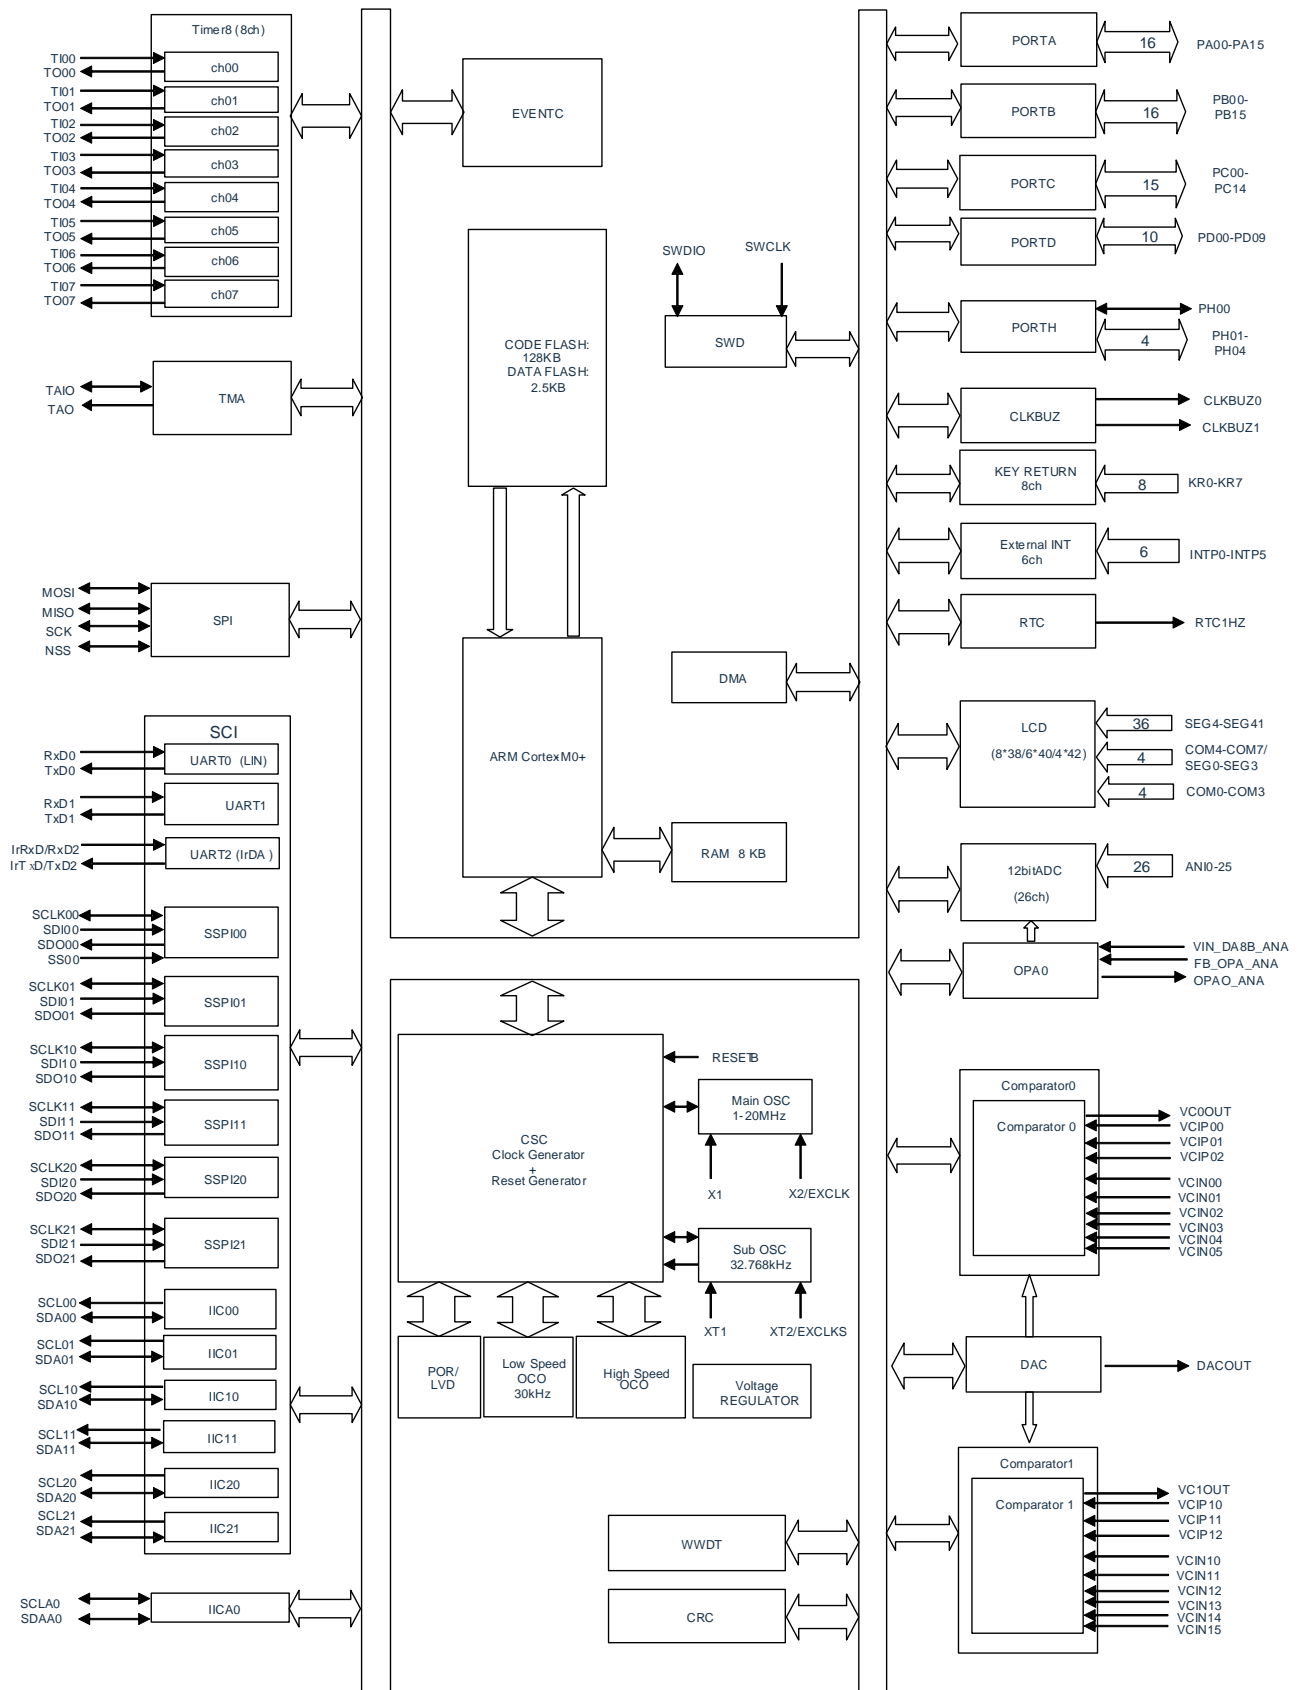 Timer8 (8ch)
TI00
TO00
ch00
TI01
TO01
ch01
TI02
TO02
ch02
TI03
TO03
ch03
TI04
TO04
ch04
TI05
TO05
ch05
TI06
TO06
ch06
TI07
TO07
ch07
TAIO
TAO
TMA
MOSI
MISO
SCK
NSS
SPI
SCI
RxD0
TxD0
UART0 (LIN)
RxD1
TxD1
UART1
IrRxD/RxD2
IrTxD/TxD2
UART2 (IrDA )
SCLK00
SDI00
SDO00
SS00
SSPI00
SCLK01
SDI01
SDO01
SSPI01
SCLK10
SDI10
SDO10
SSPI10
SCLK11
SDI11
SDO11
SSPI11
SCLK20
SDI20
SDO20
SSPI20
SCLK21
SDI21
SDO21
SSPI21
SCL00
SDA00
IIC00
SCL01
SDA01
IIC01
SCL10
SDA10
IIC10
SCL11
SDA11
IIC11
SCL20
SDA20
IIC20
SCL21
SDA21
IIC21
SCLA0
SDAA0
IICA0
EVENTC
CODE FLASH:
128KB
DATA FLASH:
2.5KB
SWDIO
SWCLK
SWD
DMA
ARM Cortex-M0+
RAM 8 KB
CSC
Clock Generator
+
Reset Generator
RESETB
Main OSC
1-20MHz
X1
X2/EXCLK
Sub OSC
32.768kHz
XT1
XT2/EXCLKS
POR/
LVD
Low Speed
OCO
30kHz
High Speed
OCO
Voltage
REGULATOR
WWDT
CRC
PORTA
16
PA00-PA15
PORTB
16
PB00-
PB15
PORTC
15
PC00-
PC14
PORTD
10
PD00-PD09
PORTH
PH00
4
PH01-
PH04
CLKBUZ
CLKBUZ0
CLKBUZ1
KEY RETURN
8ch
8
KR0-KR7
External INT
6ch
6
INTP0-INTP5
RTC
RTC1HZ
LCD
(8*38/6*40/4*42)
36
SEG4-SEG41
4
COM4-COM7/
SEG0-SEG3
4
COM0-COM3
12bitADC
(26ch)
26
ANI0-25
OPA0
VIN_DA8B_ANA
FB_OPA_ANA
OPAO_ANA
Comparator0
Comparator 0
VC0OUT
VCIP00
VCIP01
VCIP02
VCIN00
VCIN01
VCIN02
VCIN03
VCIN04
VCIN05
DAC
DACOUT
Comparator1
Comparator 1
VC1OUT
VCIP10
VCIP11
VCIP12
VCIN10
VCIN11
VCIN12
VCIN13
VCIN14
VCIN15